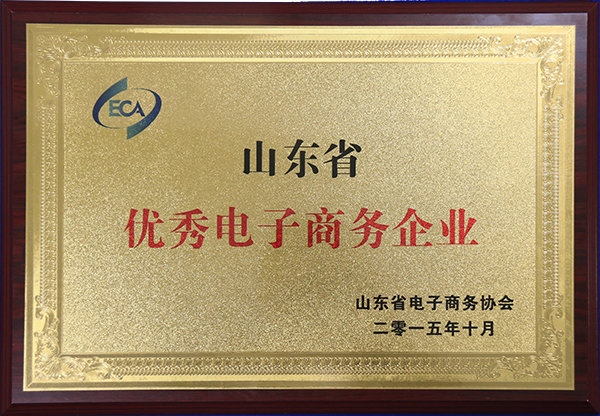 ECA
山东省
优秀电子商务企业
山东省电子商务协会
二零一五年十月